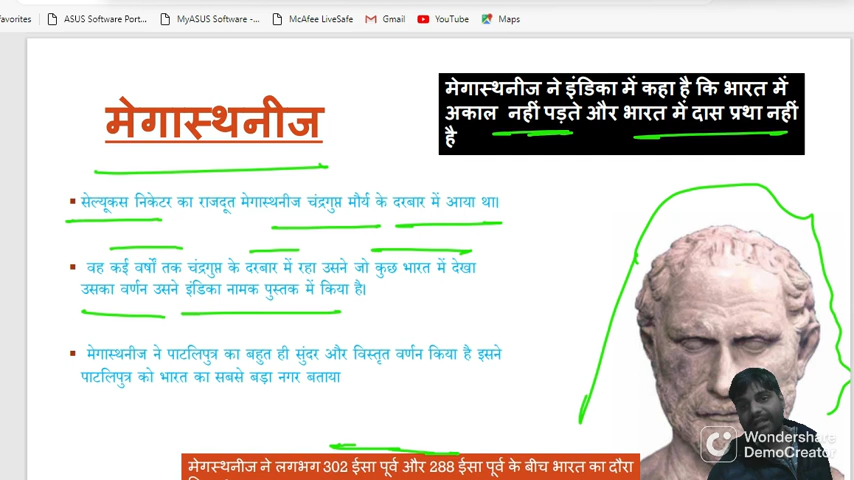 avorites
ASUS Software Port...
MyASUS Software -...
McAfee LiveSafe
Gmail
YouTube
Maps
मेगास्थनीज
मेगास्थनीज ने इंडिका में कहा है कि भारत में
अकाल नहीं पड़ते और भारत में दास प्रथा नहीं
है
सेल्यूकस निकेटर का राजदूत मेगास्थनीज चंद्रगुप्त मौर्य के दरबार में आया था।
वह कई वर्षों तक चंद्रगुप्त के दरबार में रहा उसने जो कुछ भारत में देखा
उसका वर्णन उसने इंडिका नामक पुस्तक में किया है।
मेगास्थनीज ने पाटलिपुत्र का बहुत ही सुंदर और विस्तृत वर्णन किया है इसने
पाटलिपुत्र को भारत का सबसे बड़ा नगर बताया
मेगस्थनीज ने लगभग 302 ईसा पूर्व और 288 ईसा पूर्व के बीच भारत का दौरा
Wondershare
DemoCreator